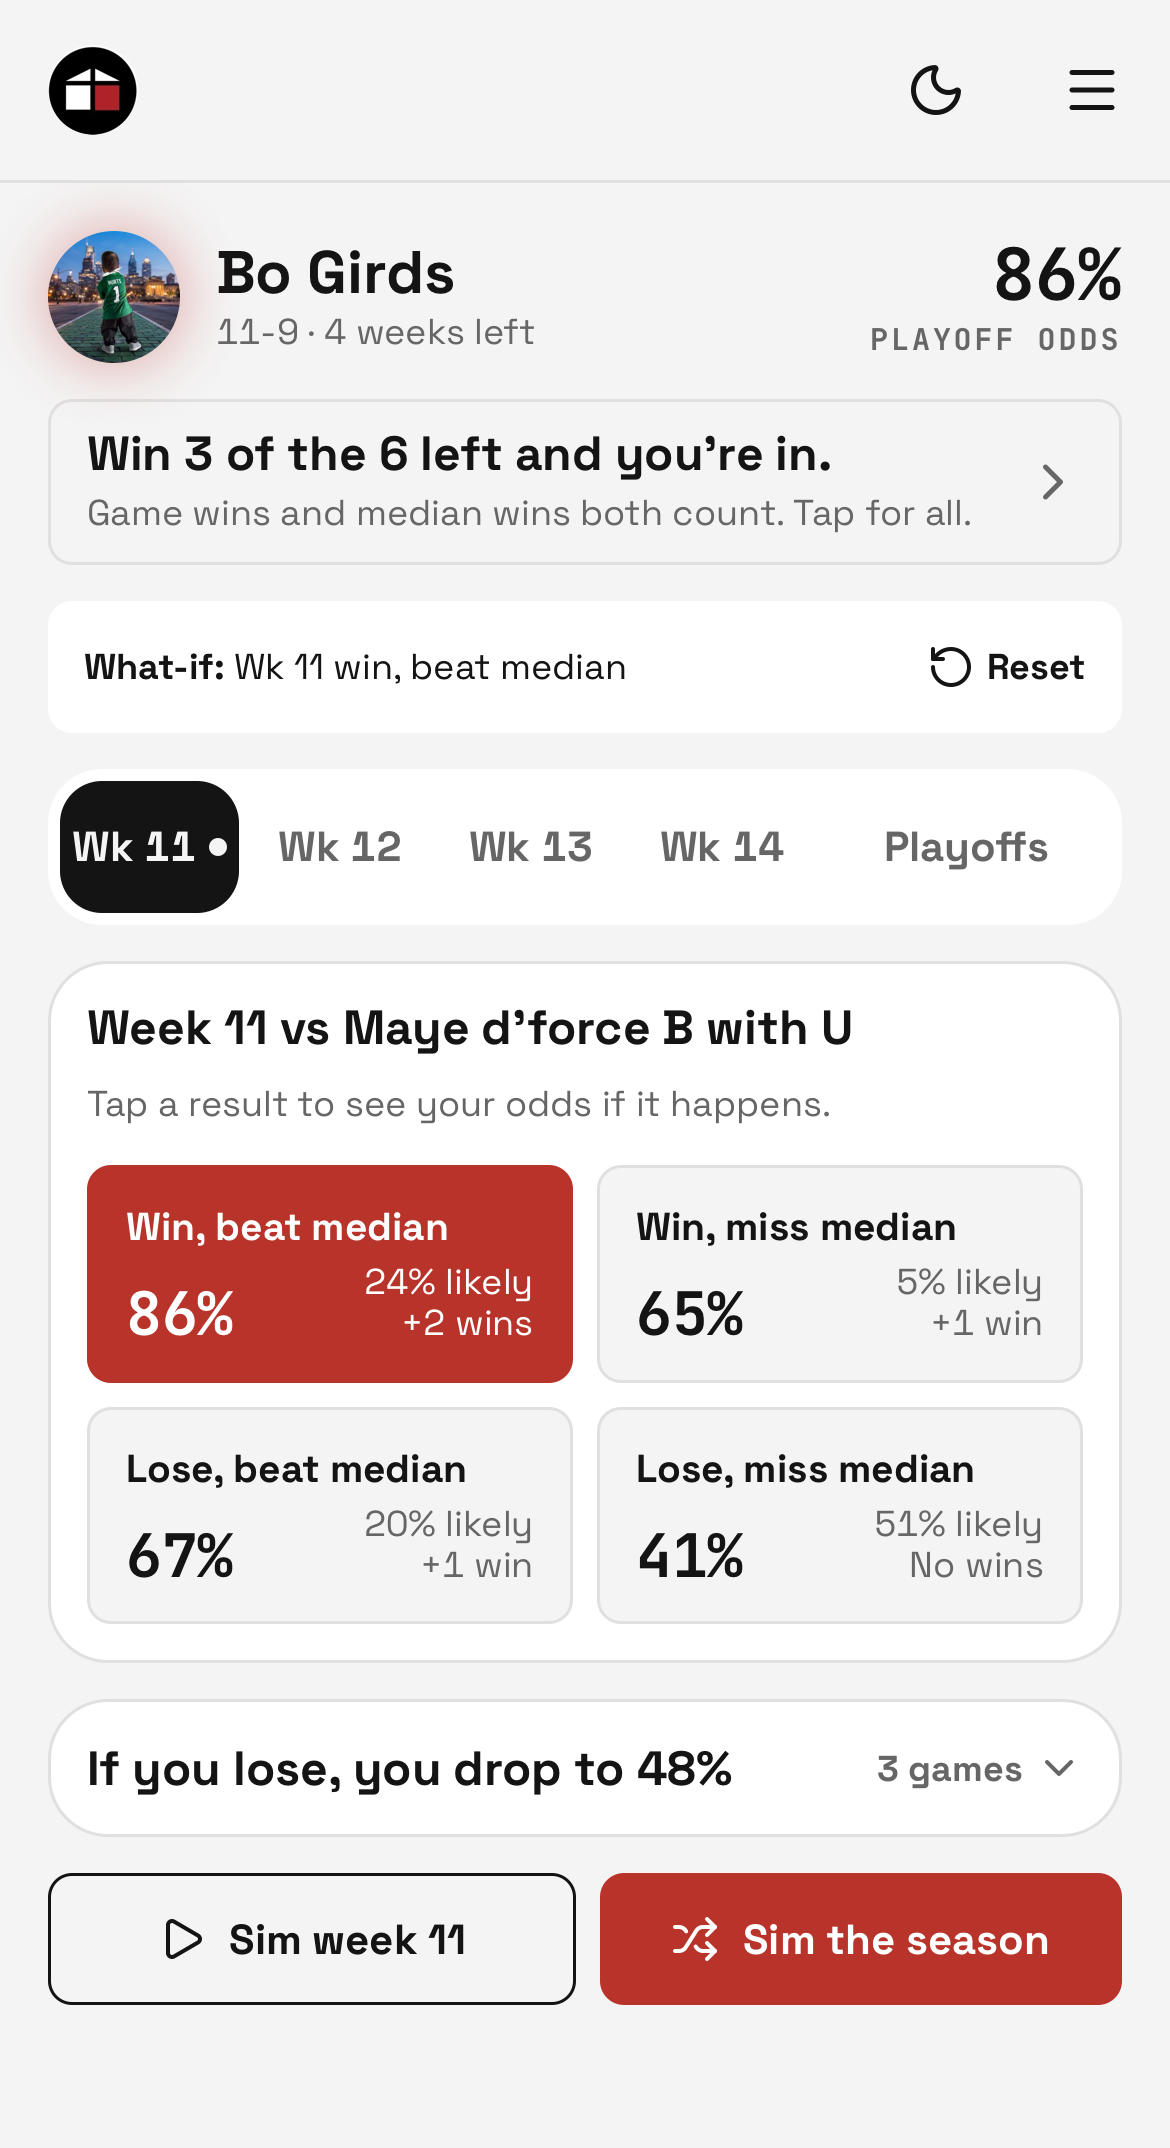 Bo Girds
11-9 · 4 weeks left
86%
PLAYOFF ODDS
Win 3 of the 6 left and you’re in.
Game wins and median wins both count. Tap for all.
What-if: Wk 11 win, beat median
Reset
Wk 11
Wk 12
Wk 13
Wk 14
Playoffs
Week 11 vs Maye d’force B with U
Tap a result to see your odds if it happens.
Win, beat median
86%
24% likely
+2 wins
Win, miss median
65%
5% likely
+1 win
Lose, beat median
67%
20% likely
+1 win
Lose, miss median
41%
51% likely
No wins
If you lose, you drop to 48%
3 games
Sim week 11
Sim the season